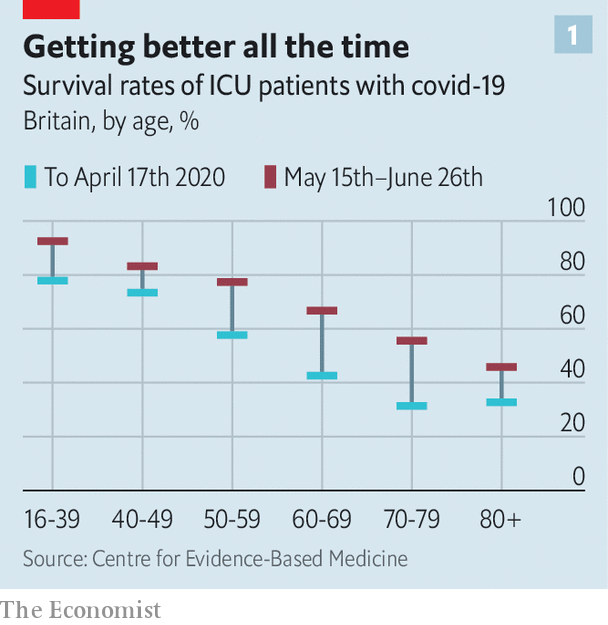 1
Getting better all the time
Survival rates of ICU patients with covid-19
Britain, by age, %
To April 17th 2020 May 15th–June 26th
100
80
60
40
20
0
16-39 40-49 50-59 60-69 70-79 80+
Source: Centre for Evidence-Based Medicine
The Economist